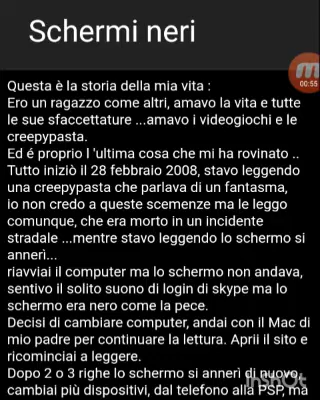 Schermi neri
00:55
Questa è la storia della mia vita :
Ero un ragazzo come altri, amavo la vita e tutte
le sue sfaccettature ...amavo i videogiochi e le
creepypasta.
Ed é proprio l 'ultima cosa che mi ha rovinato ..
Tutto iniziò il 28 febbraio 2008, stavo leggendo
una creepypasta che parlava di un fantasma,
io non credo a queste scemenze ma le leggo
comunque, che era morto in un incidente
stradale ...mentre stavo leggendo lo schermo si
annerì...
riavviai il computer ma lo schermo non andava,
sentivo il solito suono di login di skype ma lo
schermo era nero come la pece.
Decisi di cambiare computer, andai con il Mac di
mio padre per continuare la lettura. Aprii il sito e
ricominciai a leggere.
Dopo 2 o 3 righe lo schermo si annerì di nuovo,
cambiai più dispositivi, dal telefono alla PSP, ma
InShOt